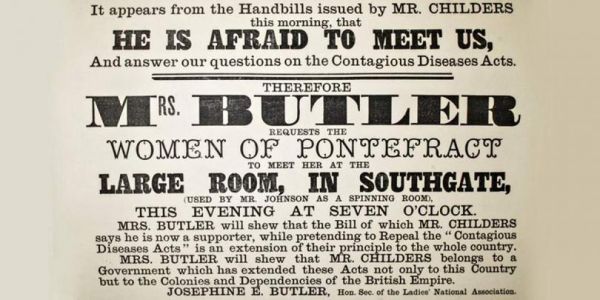 It appears from the Handbills issued by MR. CHILDERS
this morning, that
HE IS AFRAID TO MEET US,
And answer our questions on the Contagious Diseases Acts.
THEREFORE
MRS. BUTLER
REQUESTS THE
WOMEN OF PONTEFRACT
TO MEET HER AT THE
LARGE ROOM, IN SOUTHGATE,
(USED BY MR. JOHNSON AS A SPINNING ROOM),
THIS EVENING AT SEVEN O'CLOCK.
MRS. BUTLER will shew that the Bill of which MR. CHILDERS
says he is now a supporter, while pretending to Repeal the "Contagious
Diseases Acts" is an extension of their principle to the whole country.
MRS. BUTLER will shew that MR. CHILDERS belongs to a
Government which has extended these Acts not only to this Country
but to the Colonies and Dependencies of the British Empire.
JOSEPHINE E. BUTLER, Hon. Sec. of the Ladies' National Association.